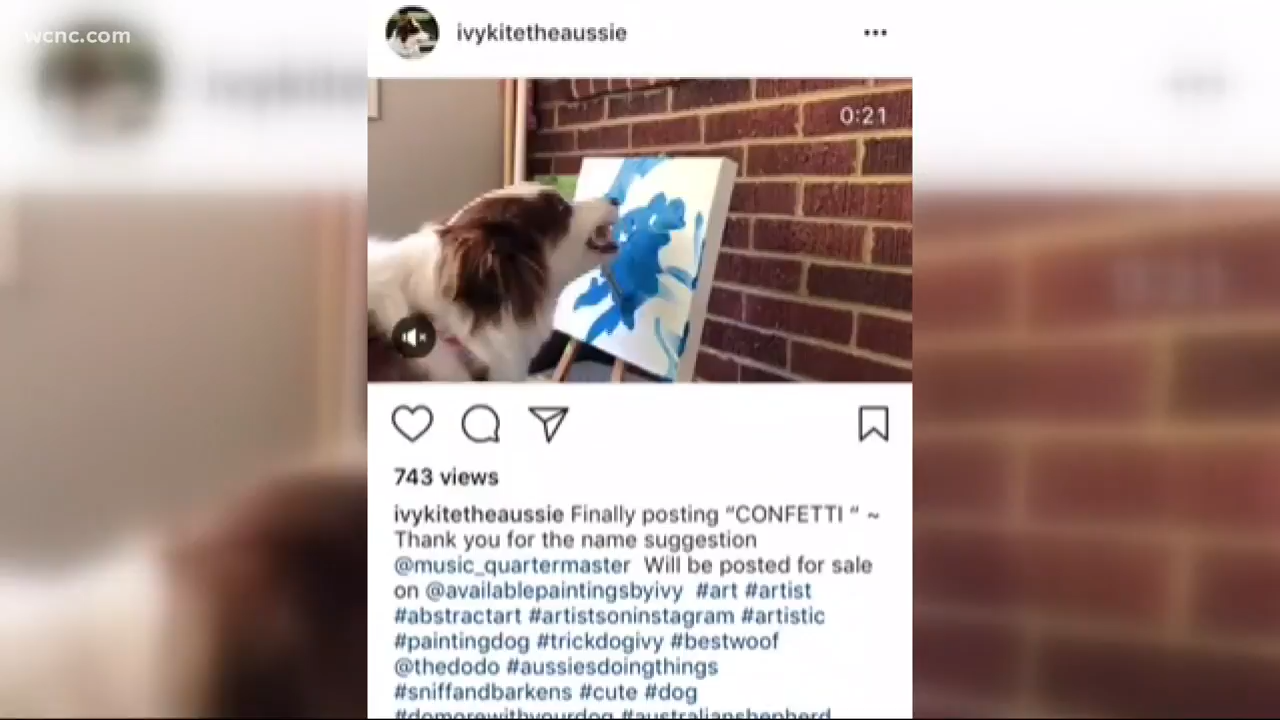 wcnc.com
ivykitetheaussie
0:21
743 views
ivykitetheaussie Finally posting “CONFETTI “ ~
Thank you for the name suggestion
@music_quartermaster Will be posted for sale
on @availablepaintingsbyivy #art #artist
#abstractart #artistsoninstagram #artistic
#paintingdog #trickdogivy #bestwoof
@thedodo #aussiesdoingthings
#sniffandbarkens #cute #dog
#domorewithyourdog #australianshepherd